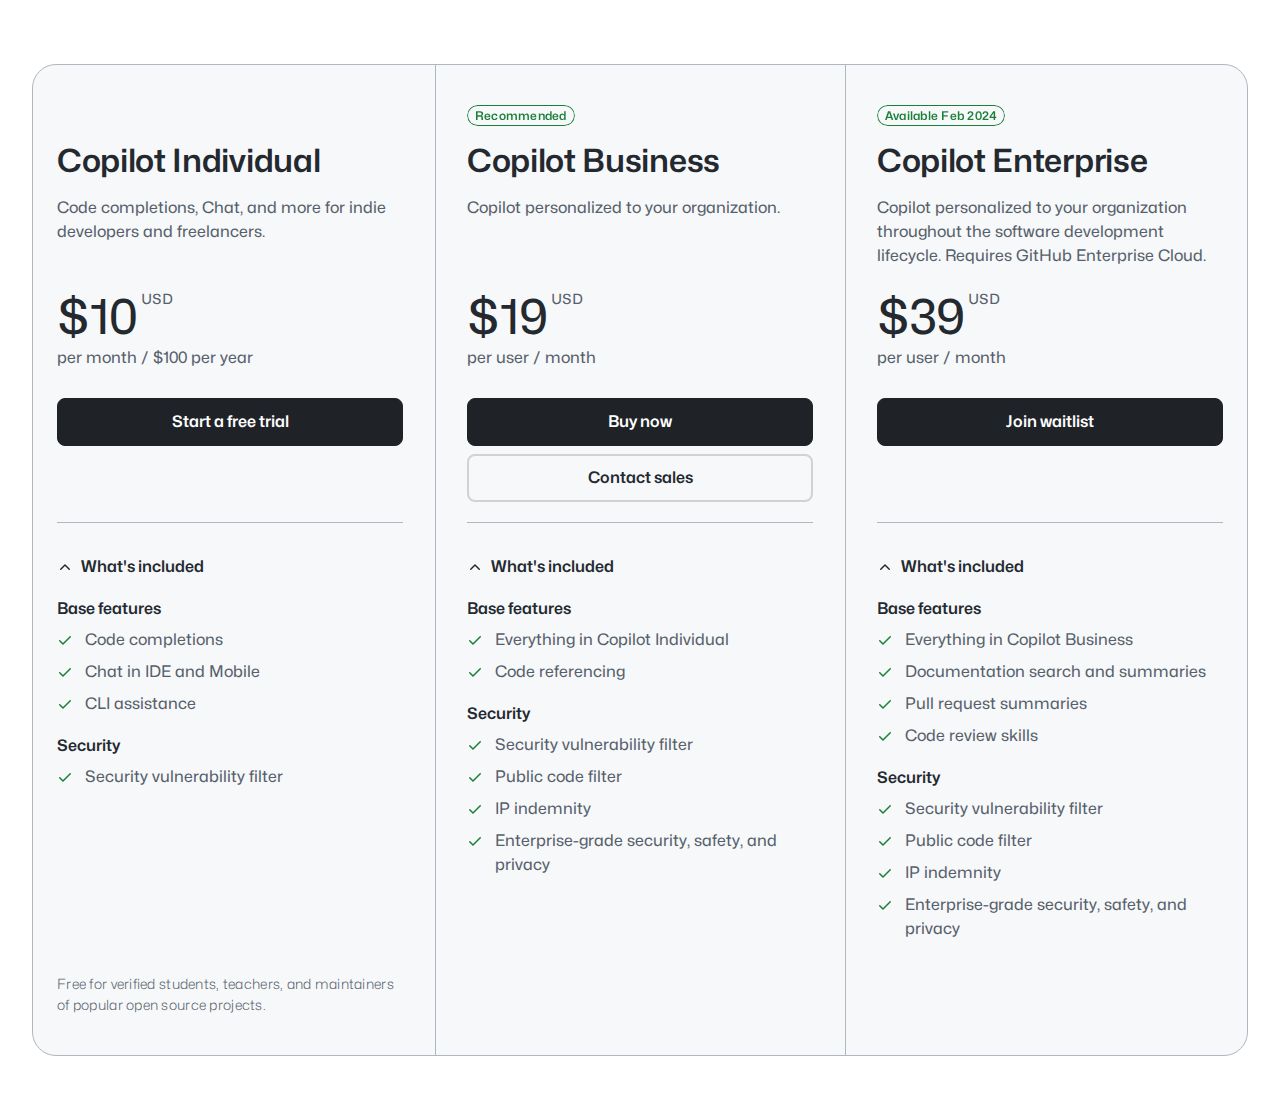 Copilot Individual
Code completions, Chat, and more for indie
developers and freelancers.
$10 USD
per month / $100 per year
Start a free trial
What's included
Base features
Code completions
Chat in IDE and Mobile
CLI assistance
Security
Security vulnerability filter
Free for verified students, teachers, and maintainers
of popular open source projects.
Recommended
Copilot Business
Copilot personalized to your organization.
$19 USD
per user / month
Buy now
Contact sales
What's included
Base features
Everything in Copilot Individual
Code referencing
Security
Security vulnerability filter
Public code filter
IP indemnity
Enterprise-grade security, safety, and
privacy
Available Feb 2024
Copilot Enterprise
Copilot personalized to your organization
throughout the software development
lifecycle. Requires GitHub Enterprise Cloud.
$39 USD
per user / month
Join waitlist
What's included
Base features
Everything in Copilot Business
Documentation search and summaries
Pull request summaries
Code review skills
Security
Security vulnerability filter
Public code filter
IP indemnity
Enterprise-grade security, safety, and
privacy